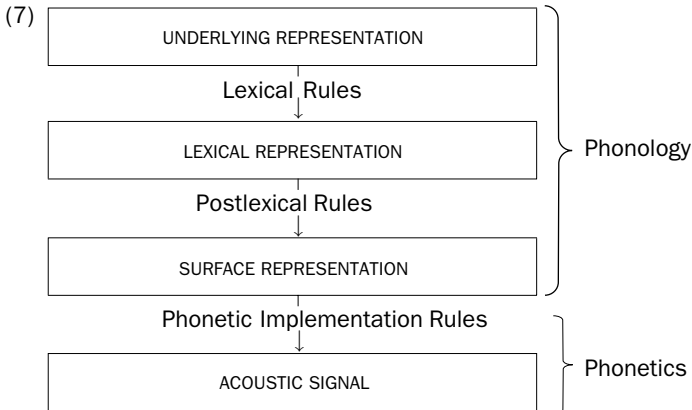 (7)
UNDERLYING REPRESENTATION
Lexical Rules
LEXICAL REPRESENTATION
Phonology
Postlexical Rules
SURFACE REPRESENTATION
Phonetic Implementation Rules
Phonetics
ACOUSTIC SIGNAL